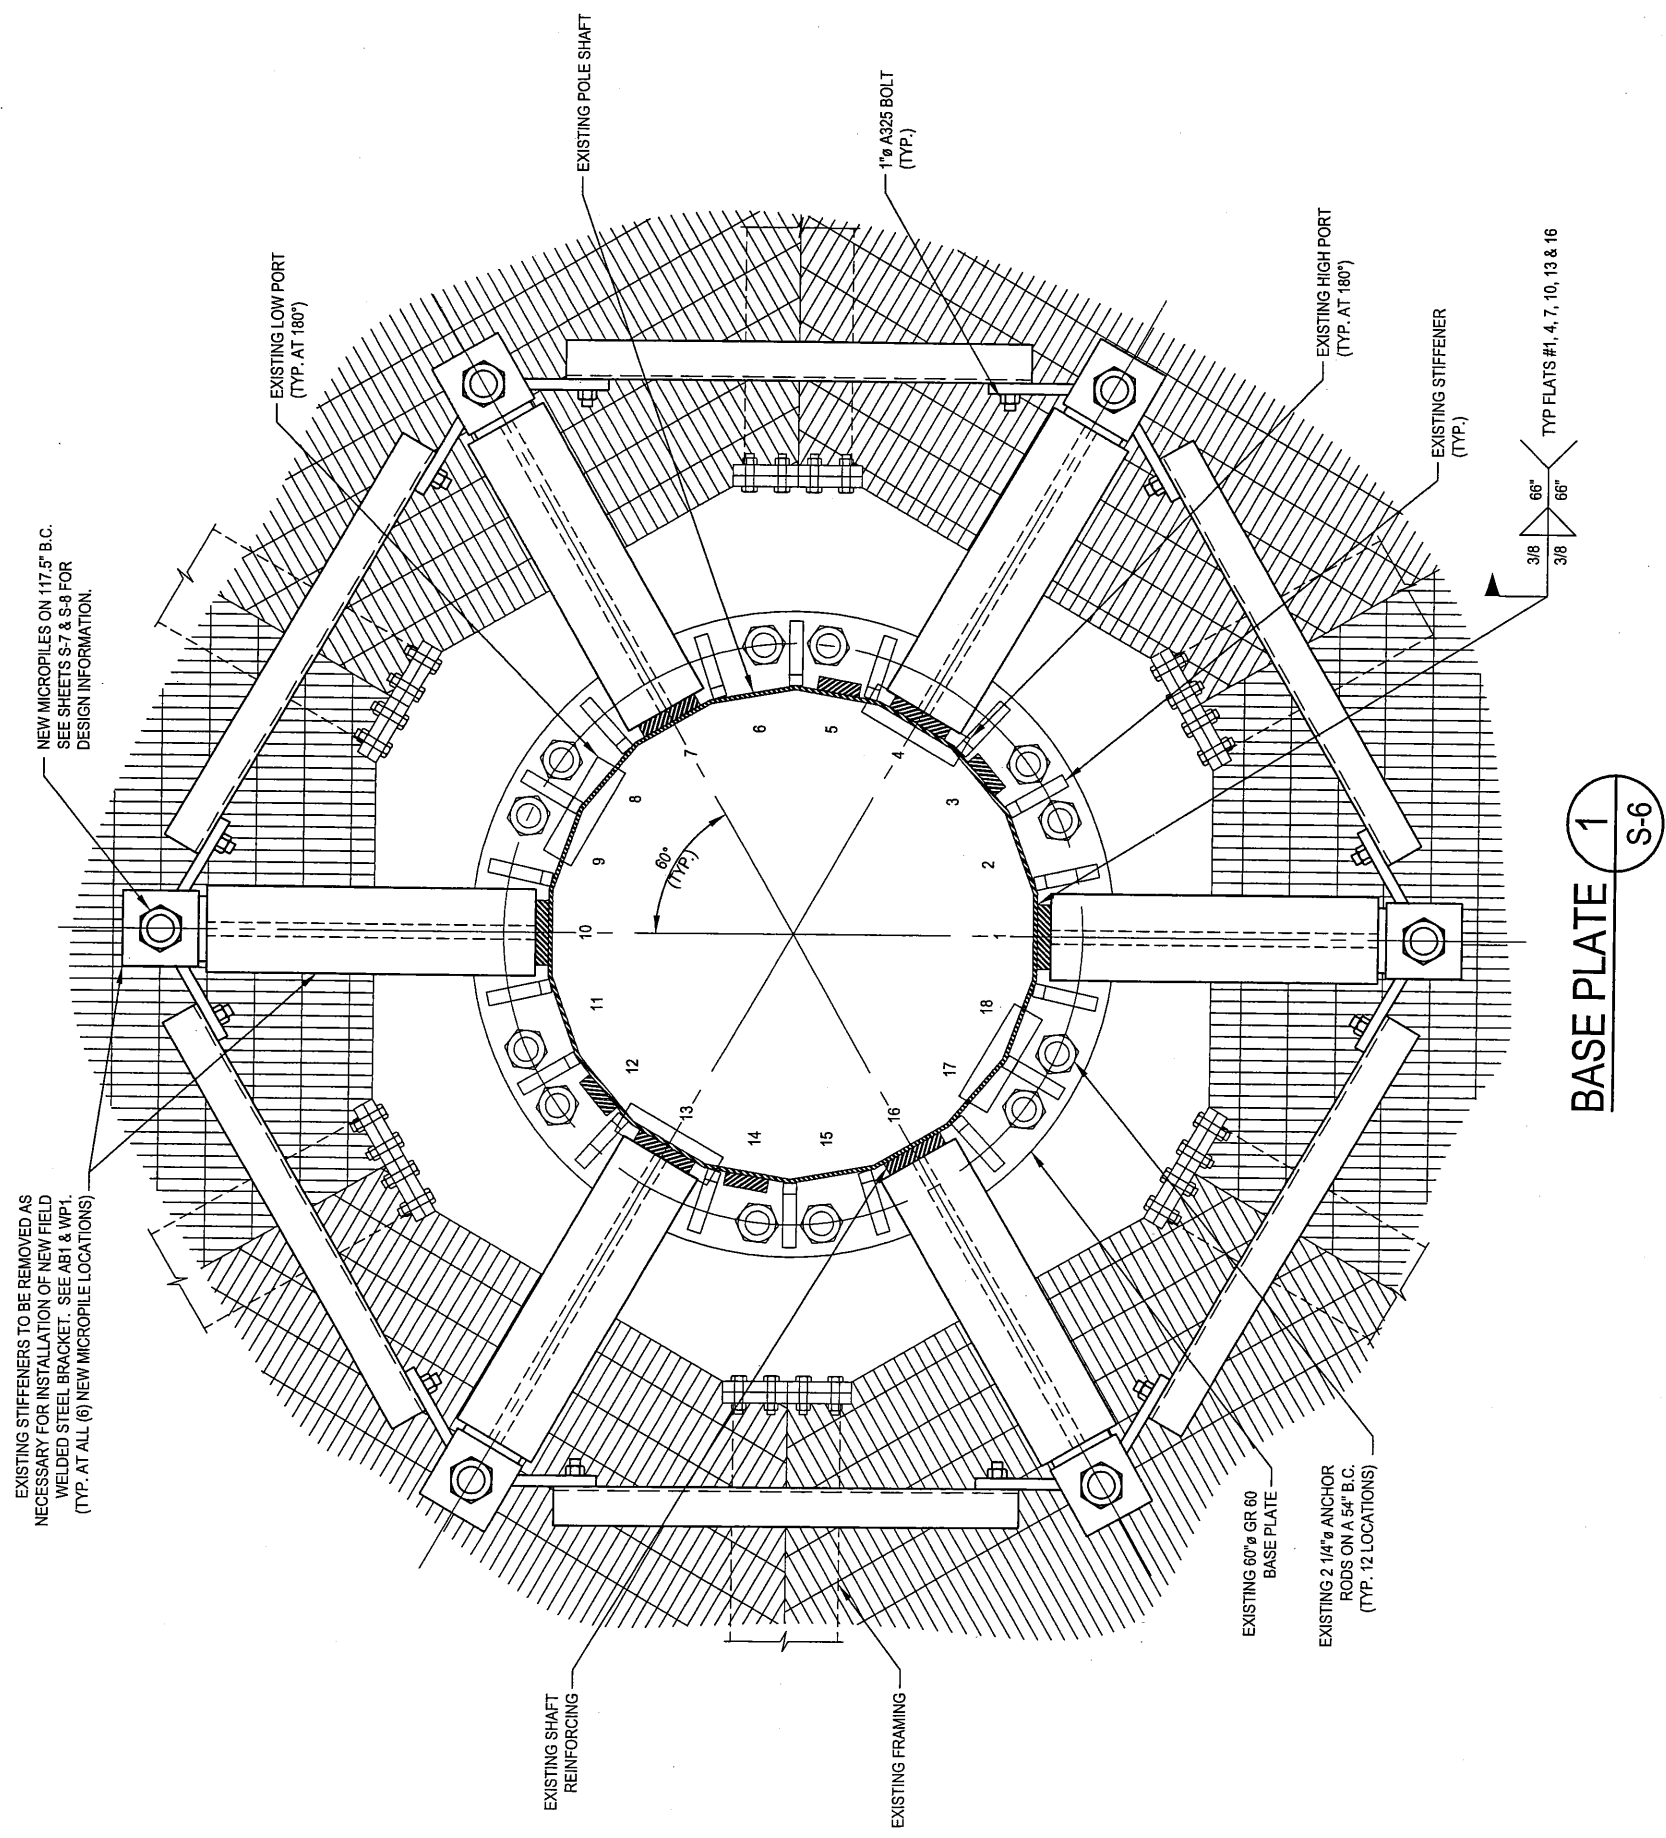 EXISTING STIFFENERS TO BE REMOVED AS
NECESSARY FOR INSTALLATION OF NEW FIELD
WELDED STEEL BRACKET. SEE AB1 & WP1.
(TYP. AT ALL (6) NEW MICROPILE LOCATIONS)
NEW MICROPILES ON 117.5" B.C.
SEE SHEETS S-7 & S-8 FOR
DESIGN INFORMATION.
EXISTING LOW PORT
(TYP. AT 180°)
EXISTING POLE SHAFT
1"ø A325 BOLT
(TYP.)
EXISTING HIGH PORT
(TYP. AT 180°)
EXISTING STIFFENER
(TYP.)
3/8
66"
3/8
66"
TYP FLATS #1, 4, 7, 10, 13 & 16
60°
(TYP.)
1
2
3
4
5
6
7
8
9
10
11
12
13
14
15
16
17
18
EXISTING SHAFT
REINFORCING
EXISTING FRAMING
EXISTING 60"ø GR 60
BASE PLATE
EXISTING 2 1/4"ø ANCHOR
RODS ON A 54" B.C.
(TYP. 12 LOCATIONS)
BASE PLATE
1
S-6